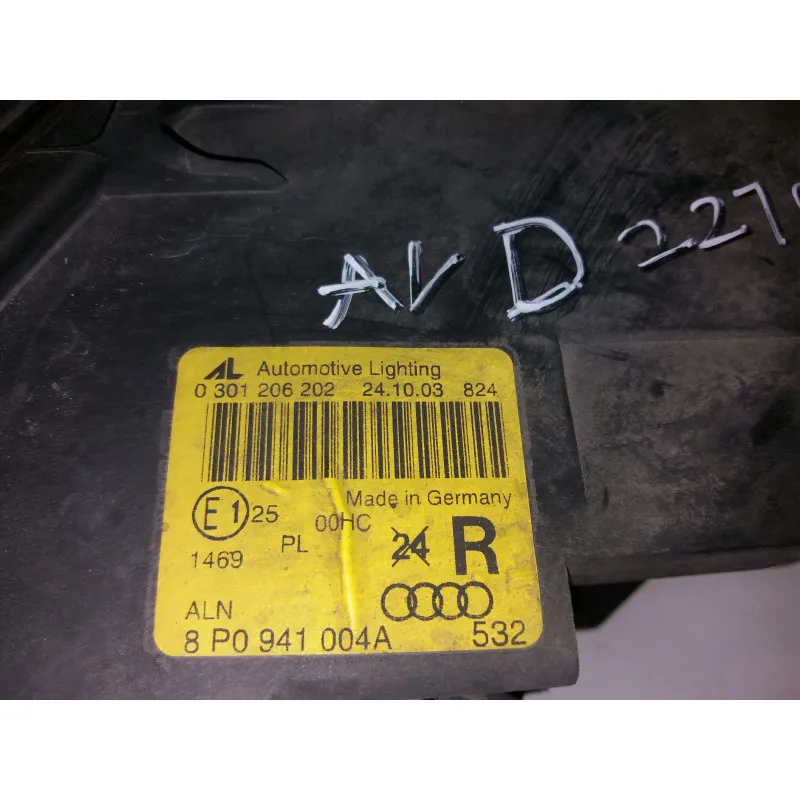 AVD 227
AL Automotive Lighting
0 301 206 202 24.10.03 824
Made in Germany
E1 25 00HC 24 R
1469 PL
ALN
8 P0 941 004A 532